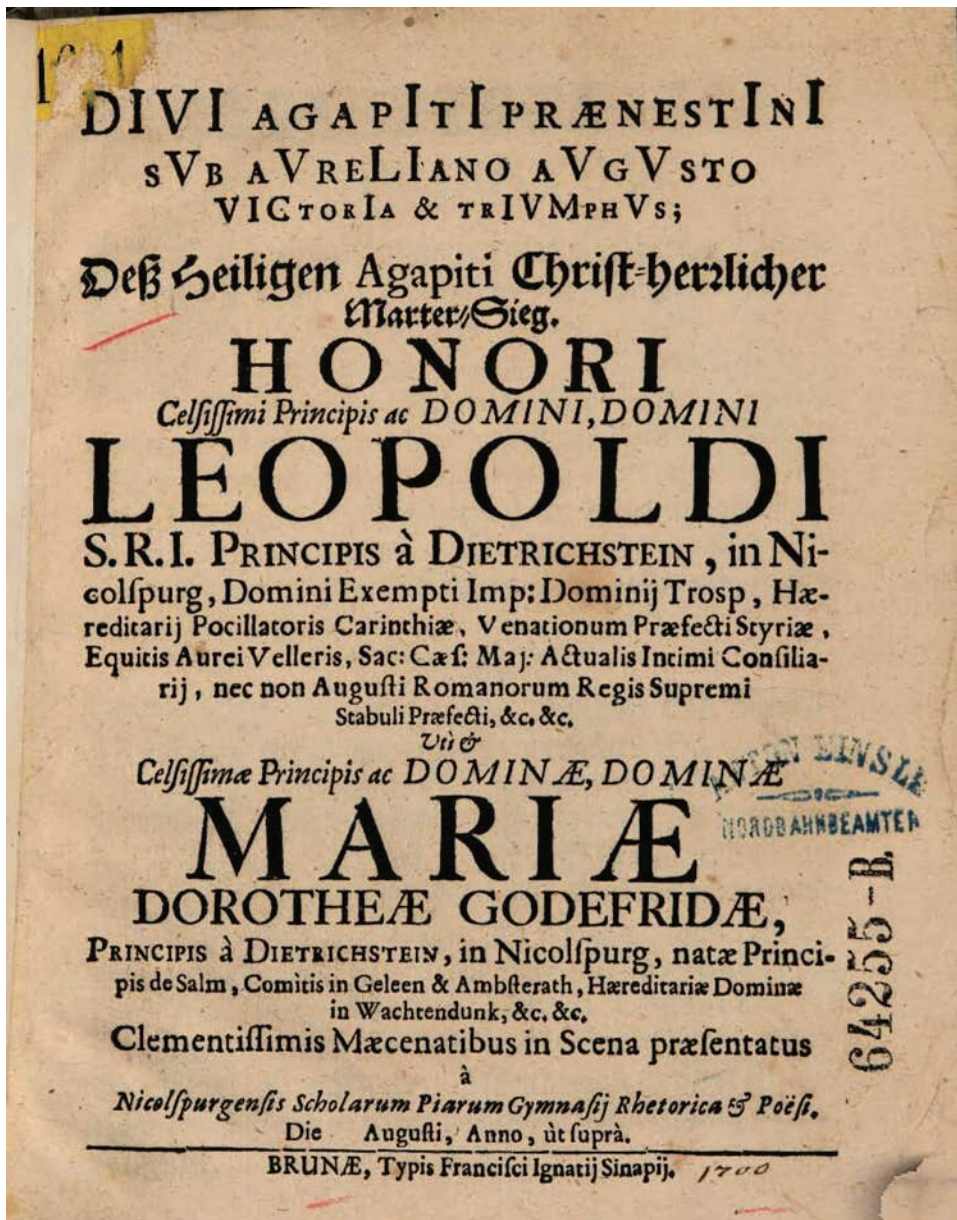 DIVI AGAPITI PRÆNESTINI
SVB AVRELIANO AVGVSTO
VICTORIA & TRIVMPHVS;
Deß Heiligen Agapiti Christ-herrlicher
Marter-Sieg.
HONORI
Celſiſſimi Principis ac DOMINI, DOMINI
LEOPOLDI
S.R.I. PRINCIPIS à DIETRICHSTEIN, in Ni-
colſpurg, Domini Exempti Imp: Dominij Trosp, Hæ-
reditarij Pocillatoris Carinthiæ, Venationum Præfecti Styriæ,
Equitis Aurei Velleris, Sac: Cæſ: Maj: Actualis Intimi Conſilia-
rij, nec non Auguſti Romanorum Regis Supremi
Stabuli Præfecti, &c. &c.
Uti &
Celſiſſimæ Principis ac DOMINÆ, DOMINÆ
MARIÆ
NORDBAHNBEAMTER
DOROTHEÆ GODEFRIDÆ,
PRINCIPIS à DIETRICHSTEIN, in Nicolſpurg, natæ Princi-
pis de Salm, Comitis in Geleen & Ambſterath, Hæreditariæ Dominæ
in Wachtendunk, &c. &c.
Clementiſſimis Mæcenatibus in Scena præſentatus
à
Nicolſpurgenſis Scholarum Piarum Gymnaſij Rhetorica & Poëſi.
Die Auguſti, Anno, ùt ſuprà.
BRUNÆ, Typis Franciſci Ignatij Sinapij. 1700
64255-B.